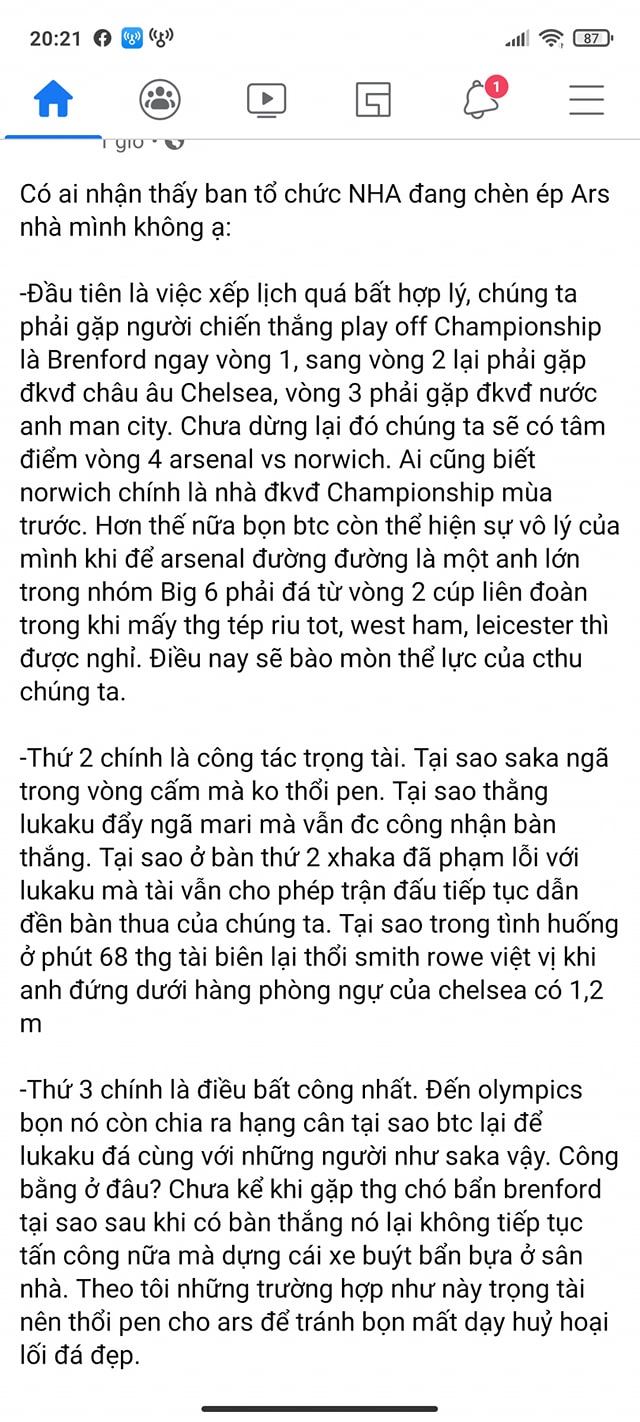 20:21
87
1
1 giờ
Có ai nhận thấy ban tổ chức NHA đang chèn ép Ars
nhà mình không ạ:
-Đầu tiên là việc xếp lịch quá bất hợp lý, chúng ta
phải gặp người chiến thắng play off Championship
là Brenford ngay vòng 1, sang vòng 2 lại phải gặp
đkvđ châu âu Chelsea, vòng 3 phải gặp đkvđ nước
anh man city. Chưa dừng lại đó chúng ta sẽ có tâm
điểm vòng 4 arsenal vs norwich. Ai cũng biết
norwich chính là nhà đkvđ Championship mùa
trước. Hơn thế nữa bọn btc còn thể hiện sự vô lý của
mình khi để arsenal đường đường là một anh lớn
trong nhóm Big 6 phải đá từ vòng 2 cúp liên đoàn
trong khi mấy thg tép riu tot, west ham, leicester thì
được nghỉ. Điều nay sẽ bào mòn thể lực của cthu
chúng ta.
-Thứ 2 chính là công tác trọng tài. Tại sao saka ngã
trong vòng cấm mà ko thổi pen. Tại sao thằng
lukaku đẩy ngã mari mà vẫn đc công nhận bàn
thắng. Tại sao ở bàn thứ 2 xhaka đã phạm lỗi với
lukaku mà tài vẫn cho phép trận đấu tiếp tục dẫn
đền bàn thua của chúng ta. Tại sao trong tình huống
ở phút 68 thg tài biên lại thổi smith rowe việt vị khi
anh đứng dưới hàng phòng ngự của chelsea có 1,2
m
-Thứ 3 chính là điều bất công nhất. Đến olympics
bọn nó còn chia ra hạng cân tại sao btc lại để
lukaku đá cùng với những người như saka vậy. Công
bằng ở đâu? Chưa kể khi gặp thg chó bẩn brenford
tại sao sau khi có bàn thắng nó lại không tiếp tục
tấn công nữa mà dựng cái xe buýt bẩn bựa ở sân
nhà. Theo tôi những trường hợp như này trọng tài
nên thổi pen cho ars để tránh bọn mất dạy huỷ hoại
lối đá đẹp.